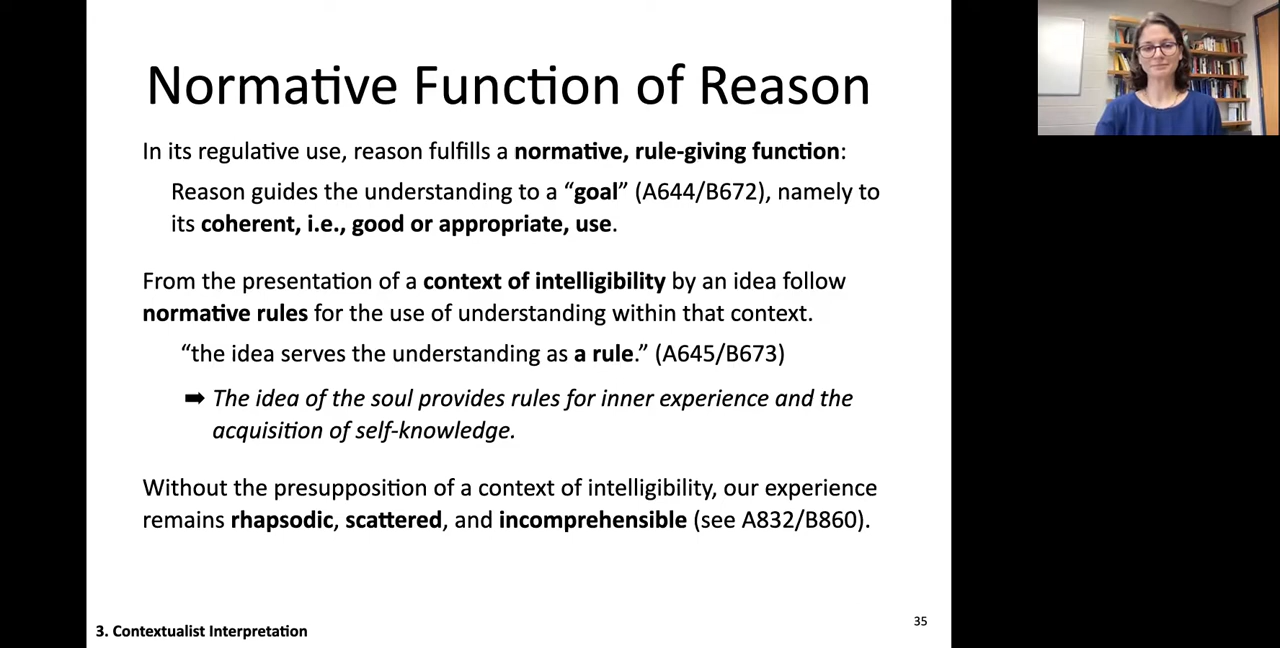 Normative Function of Reason
In its regulative use, reason fulfills a normative, rule-giving function:
Reason guides the understanding to a “goal” (A644/B672), namely to
its coherent, i.e., good or appropriate, use.
From the presentation of a context of intelligibility by an idea follow
normative rules for the use of understanding within that context.
“the idea serves the understanding as a rule.” (A645/B673)
➡ The idea of the soul provides rules for inner experience and the
acquisition of self-knowledge.
Without the presupposition of a context of intelligibility, our experience
remains rhapsodic, scattered, and incomprehensible (see A832/B860).
3. Contextualist Interpretation
35